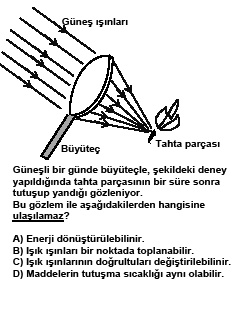 Güneş ışınları
Büyüteç
Tahta parçası
Güneşli bir günde büyüteçle, şekildeki deney
yapıldığında tahta parçasının bir süre sonra
tutuşup yandığı gözleniyor.
Bu gözlem ile aşağıdakilerden hangisine
ulaşılamaz?
A) Enerji dönüştürülebilinir.
B) Işık ışınları bir noktada toplanabilir.
C) Işık ışınlarının doğrultuları değiştirilebilinir.
D) Maddelerin tutuşma sıcaklığı aynı olabilir.